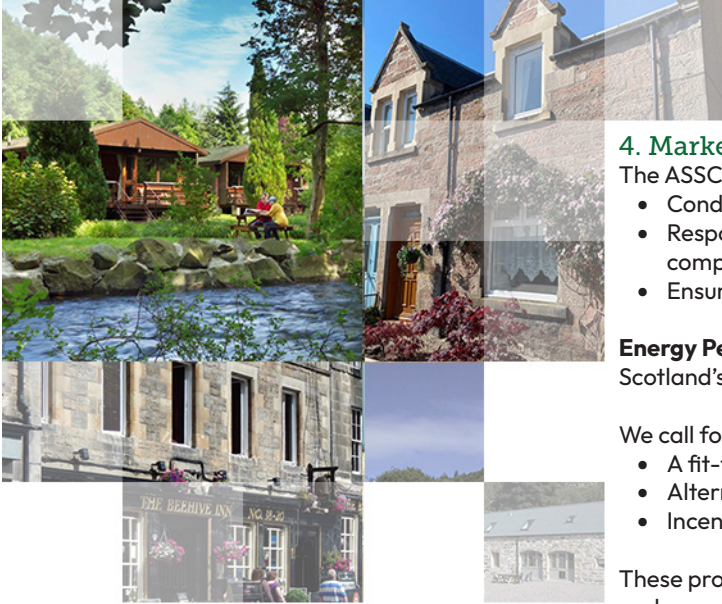 THE BEEHIVE INN NO. 18-20
4. Marke
The ASSC
• Cond
• Respo
comp
• Ensur
Energy Pe
Scotland's
We call fo
• A fit-
• Alter
• Incen
These pro